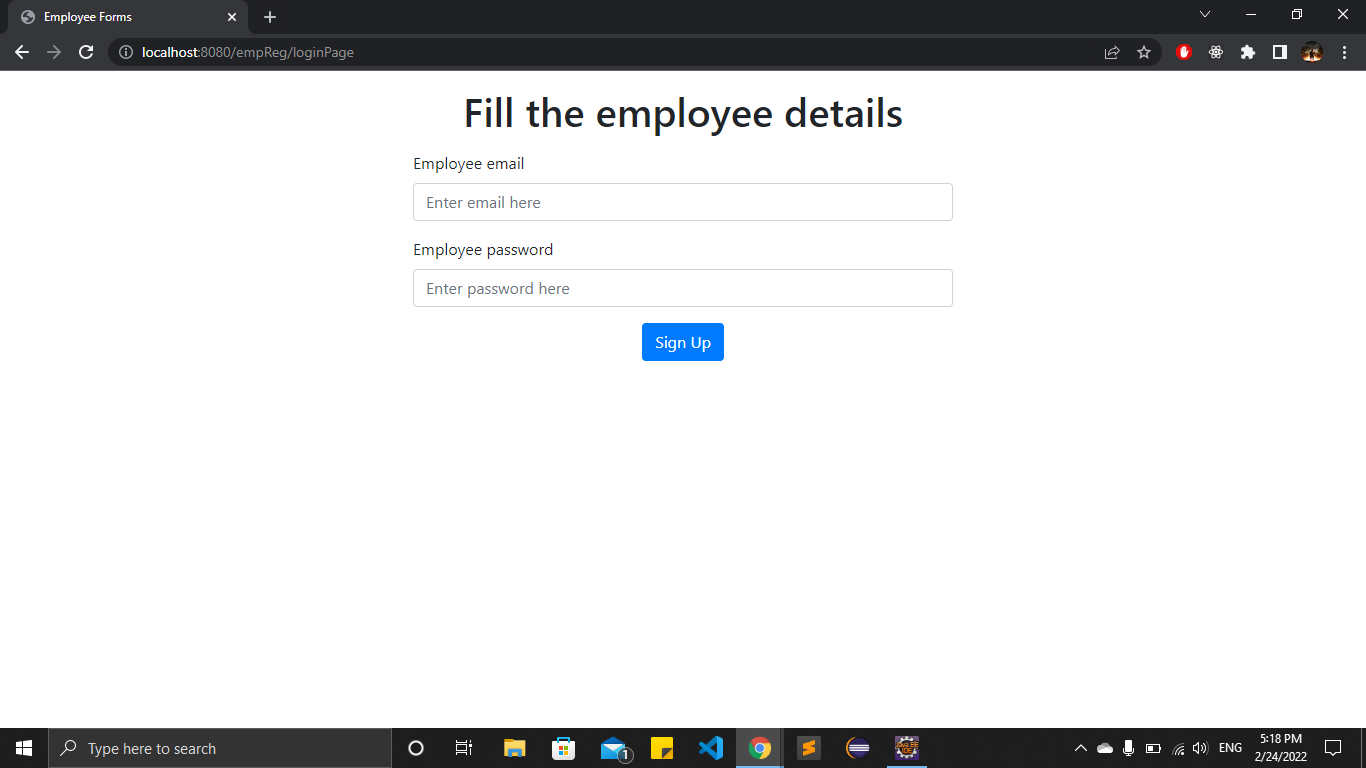 Employee Forms
localhost:8080/empReg/loginPage
Fill the employee details
Employee email
Enter email here
Employee password
Enter password here
Sign Up
Type here to search
1
ENG
5:18 PM
2/24/2022